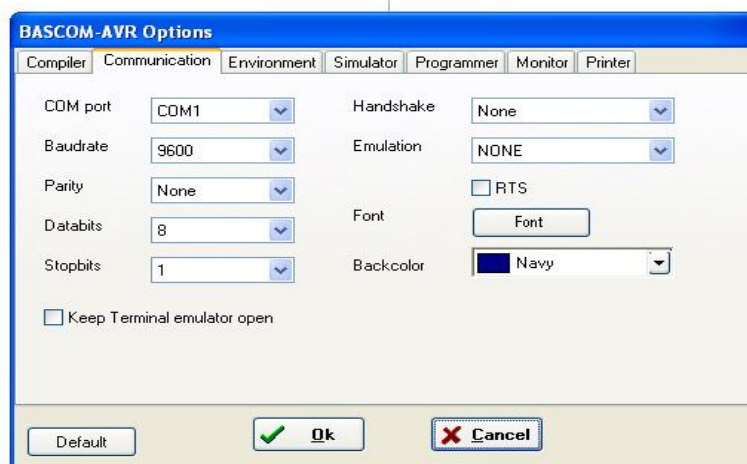 BASCOM-AVR Options
Compiler Communication Environment Simulator Programmer Monitor Printer
COM port COM1 Handshake None
Baudrate 9600 Emulation NONE
Parity None RTS
Databits 8 Font Font
Stopbits 1 Backcolor Navy
Keep Terminal emulator open
Default Ok Cancel